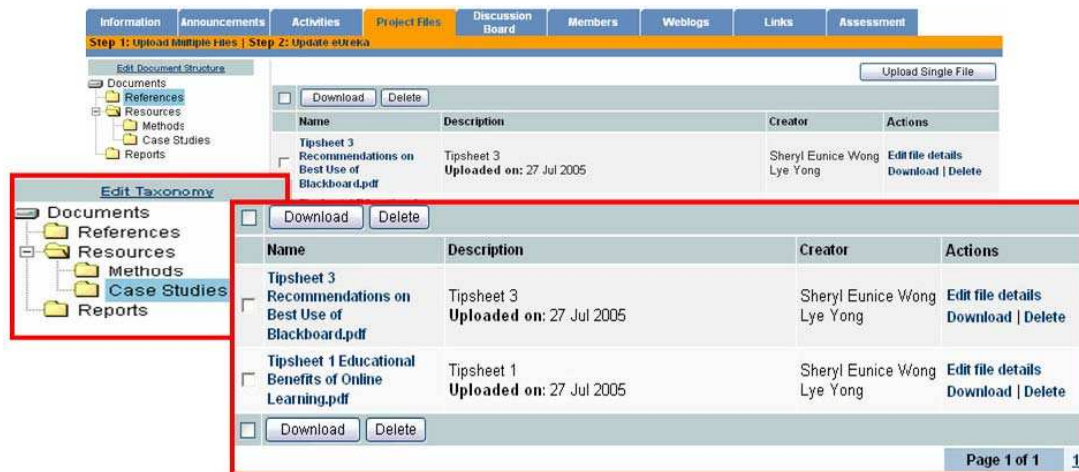 Information Announcements Activities Project Files Discussion Board Members Weblogs Links Assessment
Step 1: Upload Multiple Files | Step 2: Update eUreka
Edit Document Structure
Documents
References
Resources
Methods
Case Studies
Reports
Upload Single File
Download Delete
Name Description Creator Actions
Tipsheet 3
Recommendations on
Best Use of
Blackboard.pdf
Tipsheet 3
Uploaded on: 27 Jul 2005
Sheryl Eunice Wong
Lye Yong
Edit file details
Download | Delete
Edit Taxonomy
Documents
References
Resources
Methods
Case Studies
Reports
Download Delete
Name Description Creator Actions
Tipsheet 3
Recommendations on
Best Use of
Blackboard.pdf
Tipsheet 3
Uploaded on: 27 Jul 2005
Sheryl Eunice Wong
Lye Yong
Edit file details
Download | Delete
Tipsheet 1 Educational
Benefits of Online
Learning.pdf
Tipsheet 1
Uploaded on: 27 Jul 2005
Sheryl Eunice Wong
Lye Yong
Edit file details
Download | Delete
Download Delete
Page 1 of 1 1